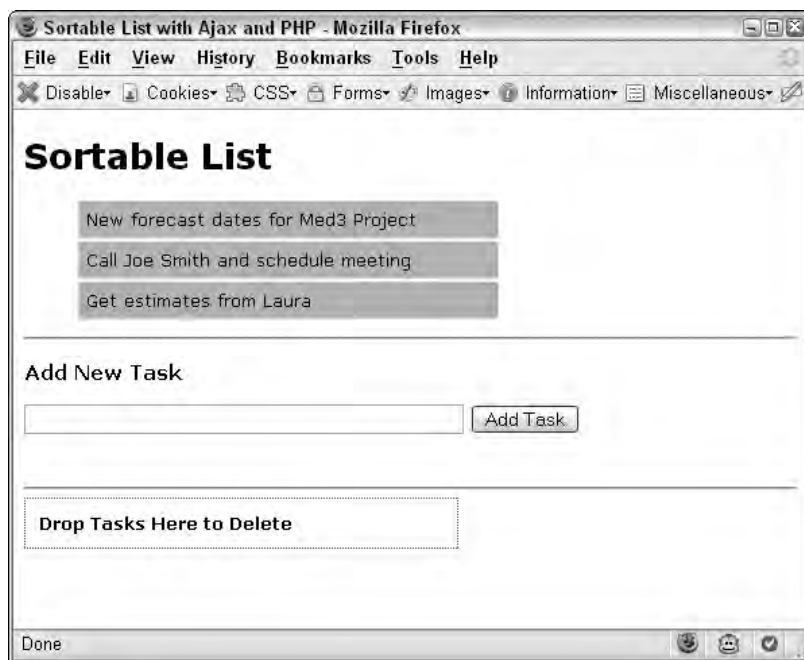 Sortable List with Ajax and PHP - Mozilla Firefox
File Edit View History Bookmarks Tools Help
Disable Cookies CSS Forms Images Information Miscellaneous
Sortable List
New forecast dates for Med3 Project
Call Joe Smith and schedule meeting
Get estimates from Laura
Add New Task
Add Task
Drop Tasks Here to Delete
Done